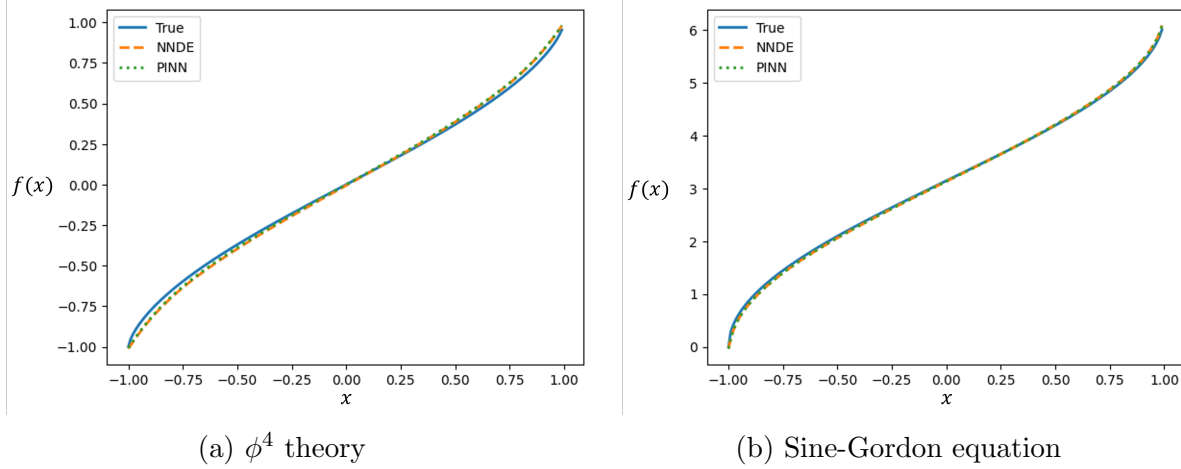 1.00
0.75
0.50
0.25
0.00
−0.25
−0.50
−0.75
−1.00
f(x)
True
NNDE
PINN
−1.00 −0.75 −0.50 −0.25 0.00 0.25 0.50 0.75 1.00
x
(a) ϕ⁴ theory
6
5
4
3
2
1
0
f(x)
True
NNDE
PINN
−1.00 −0.75 −0.50 −0.25 0.00 0.25 0.50 0.75 1.00
x
(b) Sine-Gordon equation